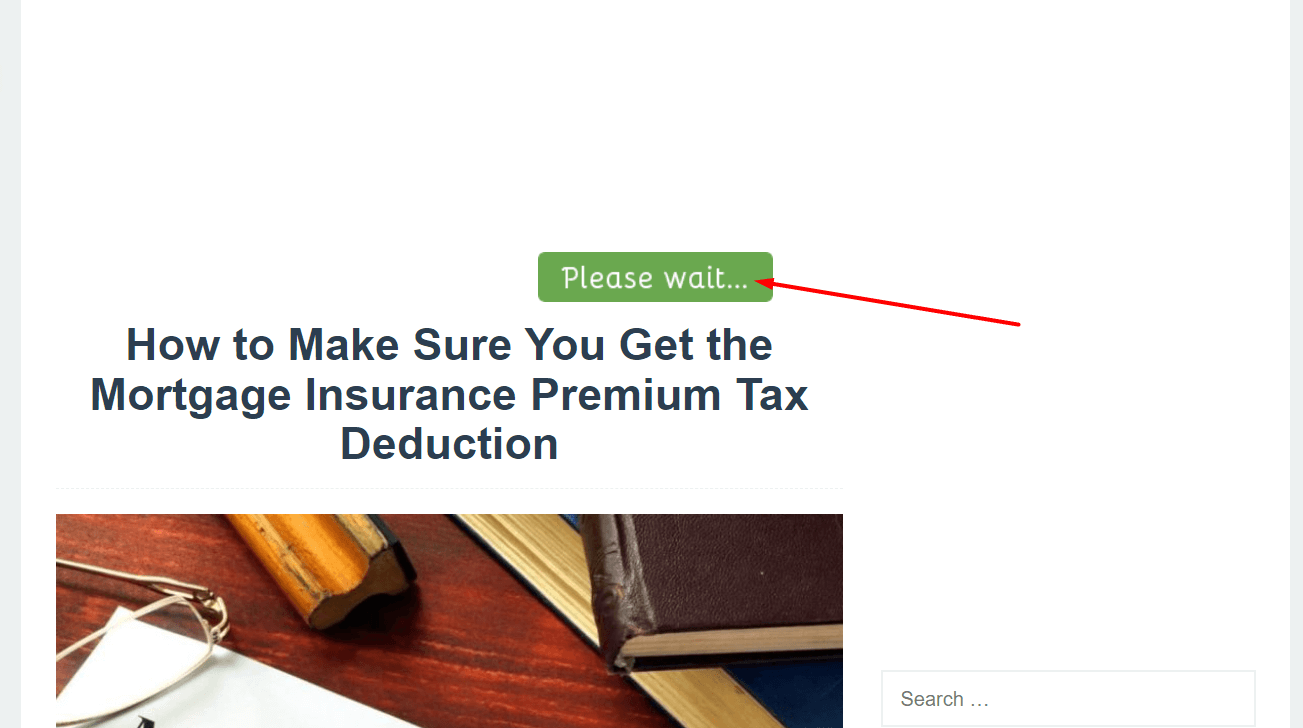 Please wait...
How to Make Sure You Get the
Mortgage Insurance Premium Tax
Deduction
Search …